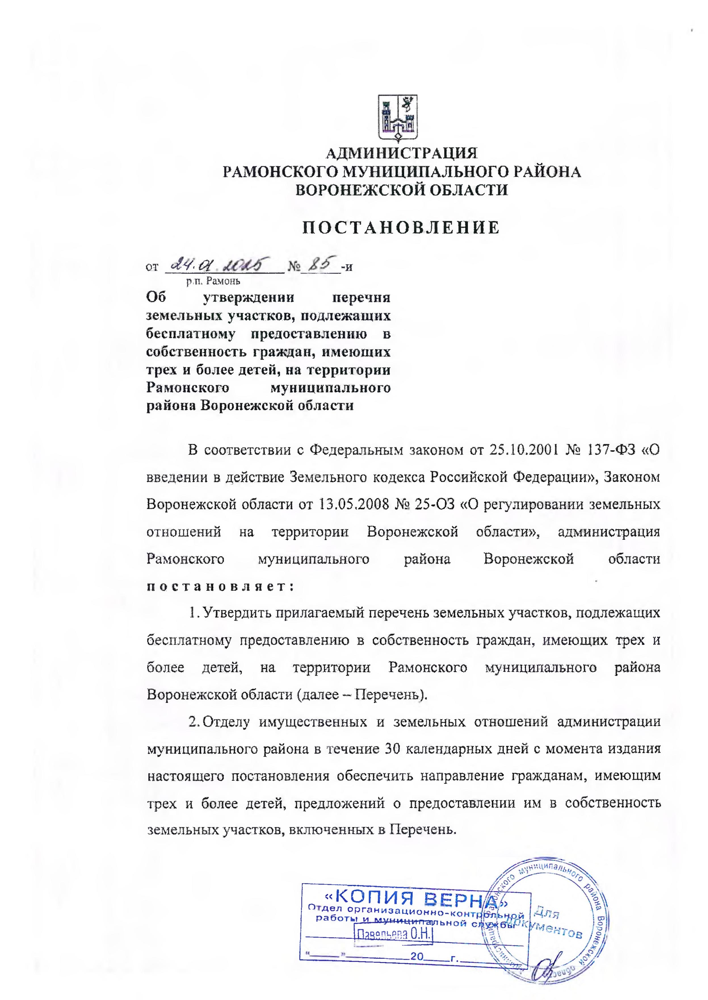 АДМИНИСТРАЦИЯ
РАМОНСКОГО МУНИЦИПАЛЬНОГО РАЙОНА
ВОРОНЕЖСКОЙ ОБЛАСТИ
ПОСТАНОВЛЕНИЕ
от 24.01.2025 № 85-и
р.п. Рамонь
Об утверждении перечня
земельных участков, подлежащих
бесплатному предоставлению в
собственность граждан, имеющих
трех и более детей, на территории
Рамонского муниципального
района Воронежской области
В соответствии с Федеральным законом от 25.10.2001 № 137-ФЗ «О
введении в действие Земельного кодекса Российской Федерации», Законом
Воронежской области от 13.05.2008 № 25-ОЗ «О регулировании земельных
отношений на территории Воронежской области», администрация
Рамонского муниципального района Воронежской области
постановляет:
1. Утвердить прилагаемый перечень земельных участков, подлежащих
бесплатному предоставлению в собственность граждан, имеющих трех и
более детей, на территории Рамонского муниципального района
Воронежской области (далее – Перечень).
2. Отделу имущественных и земельных отношений администрации
муниципального района в течение 30 календарных дней с момента издания
настоящего постановления обеспечить направление гражданам, имеющим
трех и более детей, предложений о предоставлении им в собственность
земельных участков, включенных в Перечень.
«КОПИЯ ВЕРНА»
Отдел организационно-контрольной
работы и муниципальной службы
Павельева О.Н.
"____"________20____г.
Рамонского муниципального района Воронежской
Для
документов